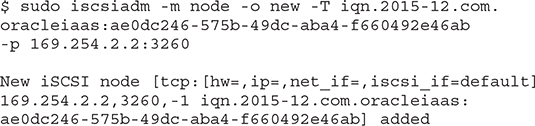 $ sudo iscsiadm -m node -o new -T iqn.2015-12.com.
oracleiaas:ae0dc246-575b-49dc-aba4-f660492e46ab
-p 169.254.2.2:3260
New iSCSI node [tcp:[hw=,ip=,net_if=,iscsi_if=default]
169.254.2.2,3260,-1 iqn.2015-12.com.oracleiaas:
ae0dc246-575b-49dc-aba4-f660492e46ab] added